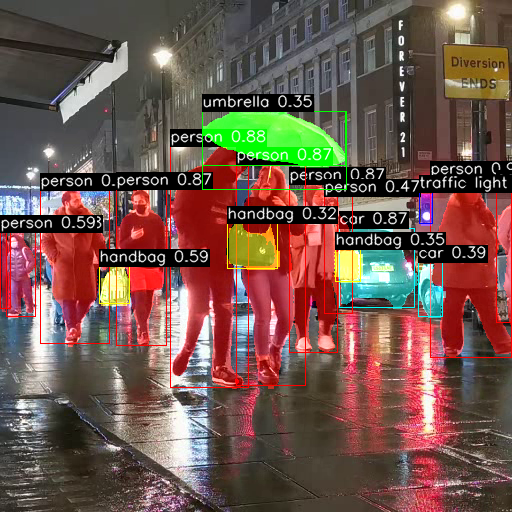 FOREVER 21
Diversion
ENDS
umbrella 0.35
person 0.88
person 0.87
person 0.87
person 0.47
person 0.
person 0.87
traffic light
person 0.59
handbag 0.32
car 0.87
handbag 0.35
car 0.39
handbag 0.59